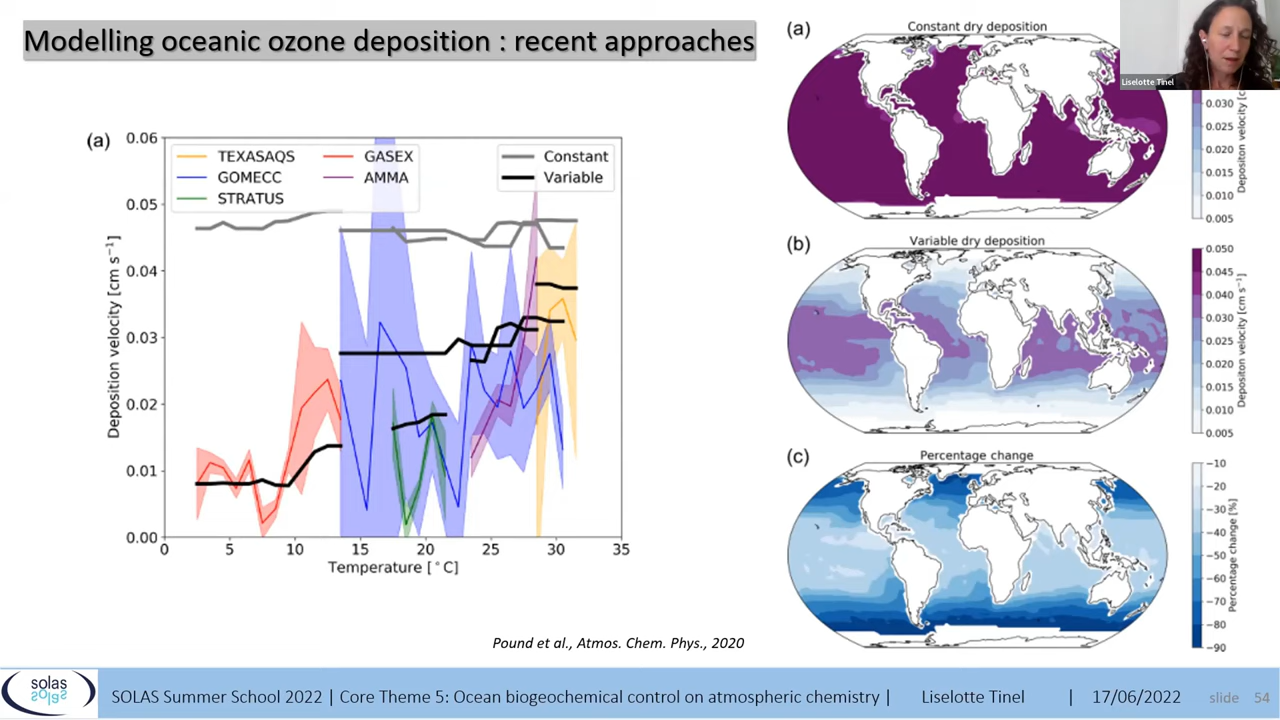 Modelling oceanic ozone deposition : recent approaches
(a)
0.06
0.05
0.04
0.03
0.02
0.01
0.00
Deposition velocity [cm s⁻¹]
TEXASAQS
GOMECC
STRATUS
GASEX
AMMA
Constant
Variable
0 5 10 15 20 25 30 35
Temperature [°C]
Pound et al., Atmos. Chem. Phys., 2020
(a)
Constant dry deposition
0.030
0.025
0.020
0.015
0.010
0.005
Liselotte Tinel
(b)
Variable dry deposition
0.050
0.045
0.040
0.035
0.030
0.025
0.020
0.015
0.010
0.005
Depositon velocity [cm s⁻¹]
(c)
Percentage change
-10
-20
-30
-40
-50
-60
-70
-80
-90
Percentage change [%]
solas
SOLAS Summer School 2022 | Core Theme 5: Ocean biogeochemical control on atmospheric chemistry | Liselotte Tinel | 17/06/2022 slide 54